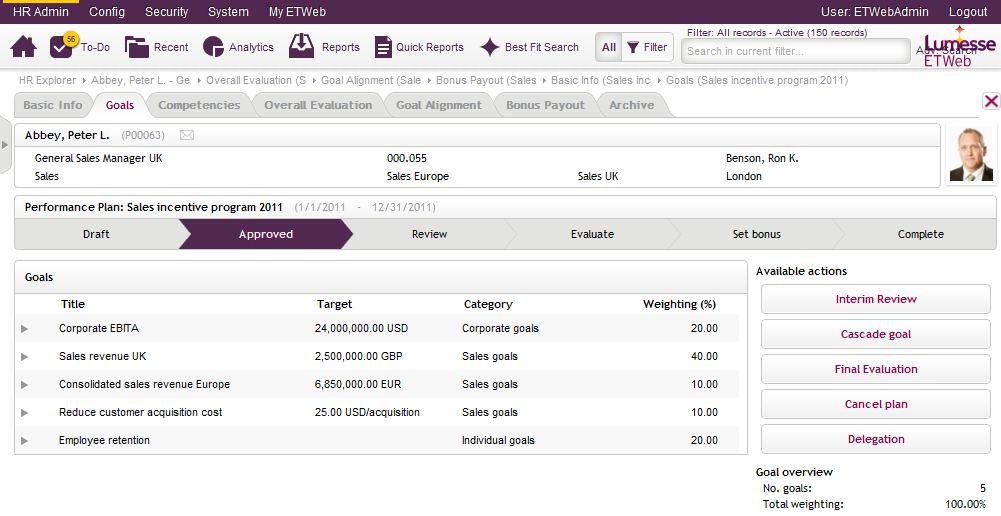 HR Admin Config Security System My ETWeb User: ETWebAdmin Logout
56 To-Do Recent Analytics Reports Quick Reports Best Fit Search All Filter
Filter: All records - Active (150 records)
Search in current filter...
Adv. Search
Lumesse
ETWeb
HR Explorer Abbey, Peter L. - Ge Overall Evaluation (S Goal Alignment (Sale Bonus Payout (Sales Basic Info (Sales inc Goals (Sales incentive program 2011)
Basic Info Goals Competencies Overall Evaluation Goal Alignment Bonus Payout Archive
Abbey, Peter L. (P00063)
General Sales Manager UK 000.055 Benson, Ron K.
Sales Sales Europe Sales UK London
Performance Plan: Sales incentive program 2011 (1/1/2011 - 12/31/2011)
Draft Approved Review Evaluate Set bonus Complete
Goals
Title Target Category Weighting (%)
Corporate EBITA 24,000,000.00 USD Corporate goals 20.00
Sales revenue UK 2,500,000.00 GBP Sales goals 40.00
Consolidated sales revenue Europe 6,850,000.00 EUR Sales goals 10.00
Reduce customer acquisition cost 25.00 USD/acquisition Sales goals 10.00
Employee retention Individual goals 20.00
Available actions
Interim Review
Cascade goal
Final Evaluation
Cancel plan
Delegation
Goal overview
No. goals: 5
Total weighting: 100.00%